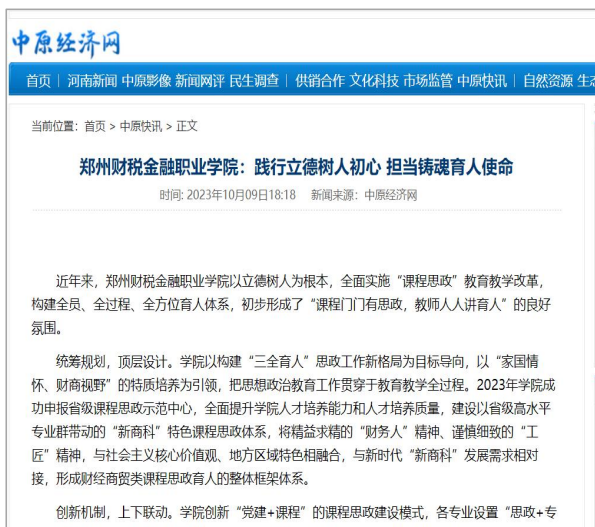 中原经济网
首页 | 河南新闻 中原影像 新闻网评 民生调查 | 供销合作 文化科技 市场监管 中原快讯 | 自然资源 生态
当前位置：首页 > 中原快讯 > 正文
郑州财税金融职业学院：践行立德树人初心 担当铸魂育人使命
时间: 2023年10月09日18:18 新闻来源：中原经济网
近年来，郑州财税金融职业学院以立德树人为根本，全面实施“课程思政”教育教学改革，
构建全员、全过程、全方位育人体系，初步形成了“课程门门有思政，教师人人讲育人”的良好
氛围。
统筹规划，顶层设计。学院以构建“三全育人”思政工作新格局为目标导向，以“家国情
怀、财商视野”的特质培养为引领，把思想政治教育工作贯穿于教育教学全过程。2023年学院成
功申报省级课程思政示范中心，全面提升学院人才培养能力和人才培养质量，建设以省级高水平
专业群带动的“新商科”特色课程思政体系，将精益求精的“财务人”精神、谨慎细致的“工
匠”精神，与社会主义核心价值观、地方区域特色相融合，与新时代“新商科”发展需求相对
接，形成财经商贸类课程思政育人的整体框架体系。
创新机制，上下联动。学院创新“党建+课程”的课程思政建设模式，各专业设置“思政+专